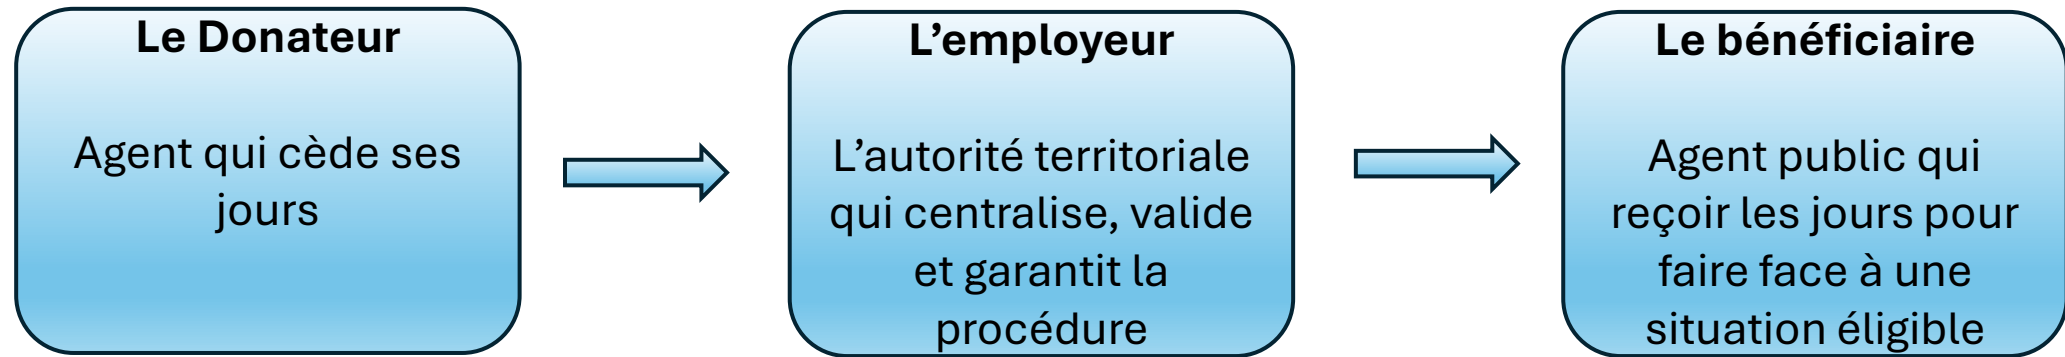 Le Donateur
Agent qui cède ses
jours
L’employeur
L’autorité territoriale
qui centralise, valide
et garantit la
procédure
Le bénéficiaire
Agent public qui
reçoir les jours pour
faire face à une
situation éligible